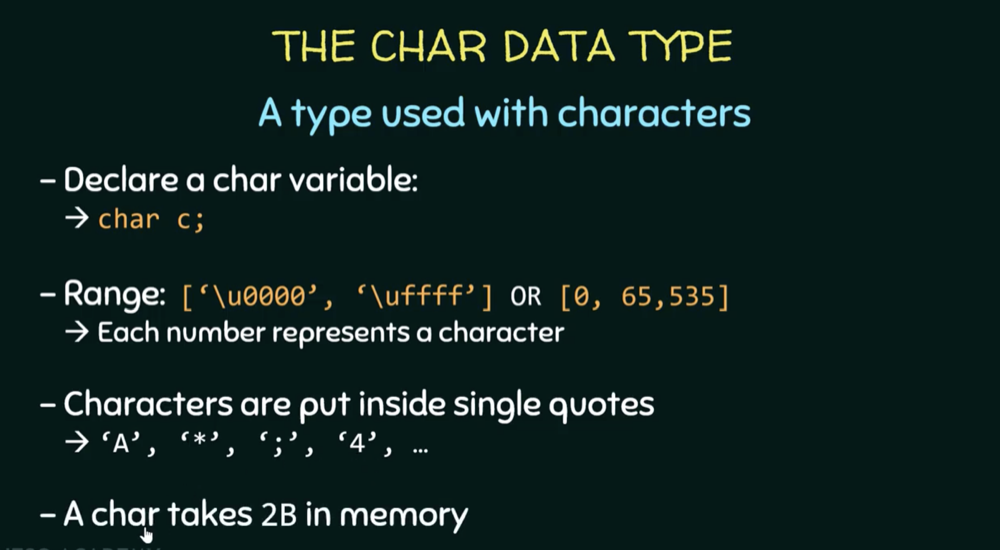 THE CHAR DATA TYPE
A type used with characters
– Declare a char variable:
→ char c;
– Range: [‘\u0000’, ‘\uffff’] OR [0, 65,535]
→ Each number represents a character
– Characters are put inside single quotes
→ ‘A’, ‘*’, ‘;’, ‘4’, …
– A char takes 2B in memory